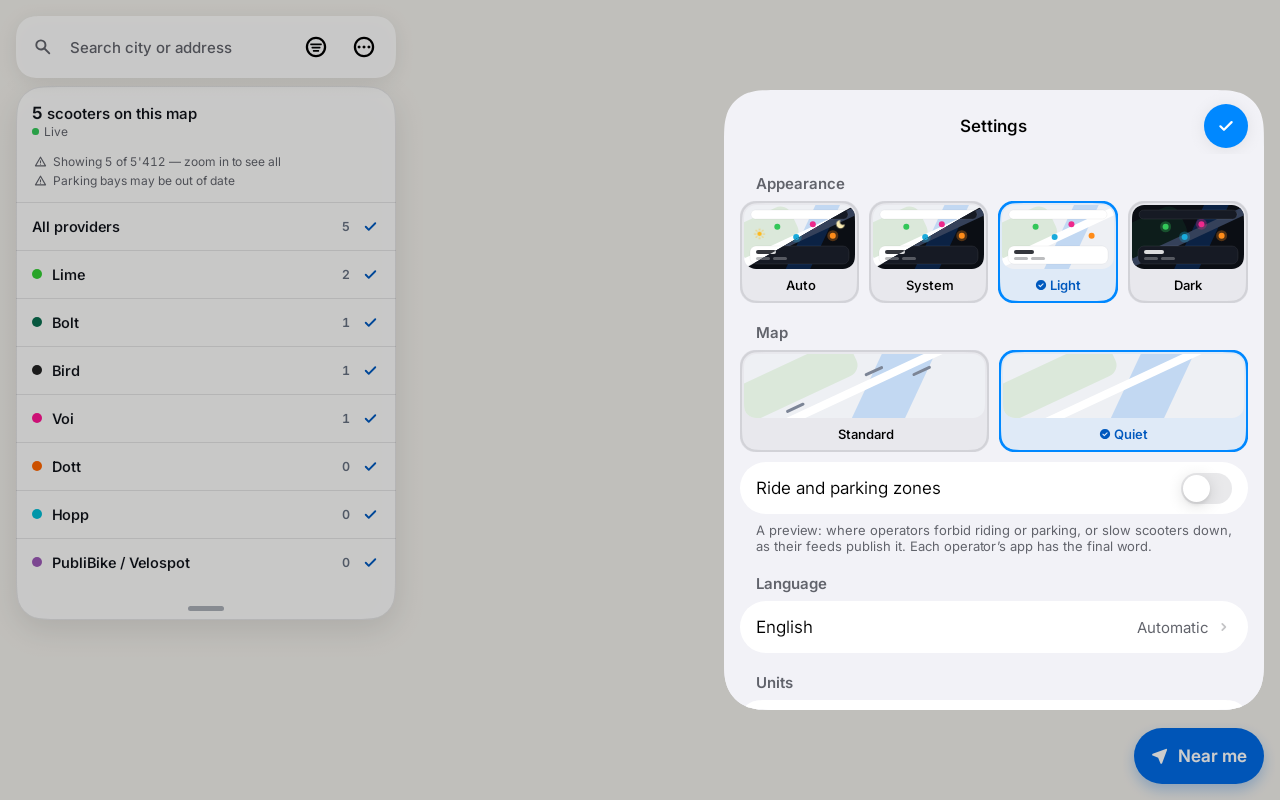 Search city or address
5 scooters on this map
Live
Showing 5 of 5'412 — zoom in to see all
Parking bays may be out of date
All providers 5
Lime 2
Bolt 1
Bird 1
Voi 1
Dott 0
Hopp 0
PubliBike / Velospot 0
Settings
Appearance
Auto System Light Dark
Map
Standard Quiet
Ride and parking zones
A preview: where operators forbid riding or parking, or slow scooters down,
as their feeds publish it. Each operator’s app has the final word.
Language
English Automatic
Units
Near me